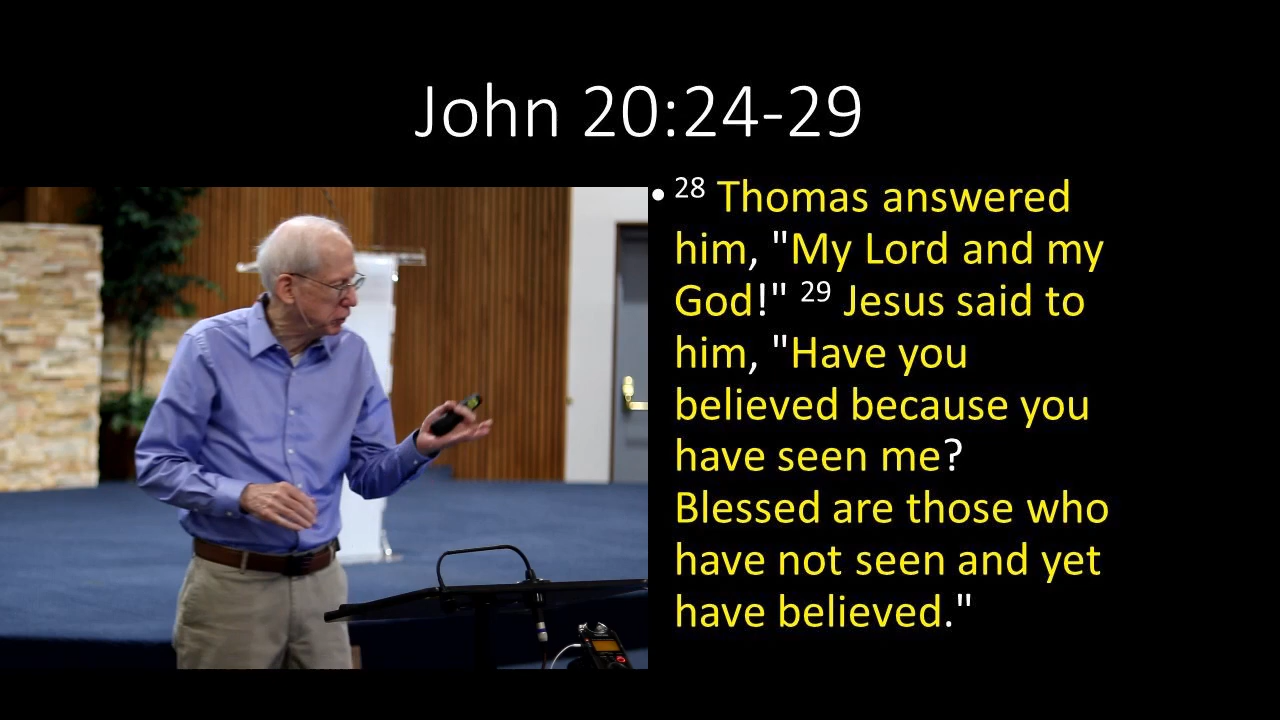 John 20:24-29
• 28 Thomas answered
him, "My Lord and my
God!" 29 Jesus said to
him, "Have you
believed because you
have seen me?
Blessed are those who
have not seen and yet
have believed."